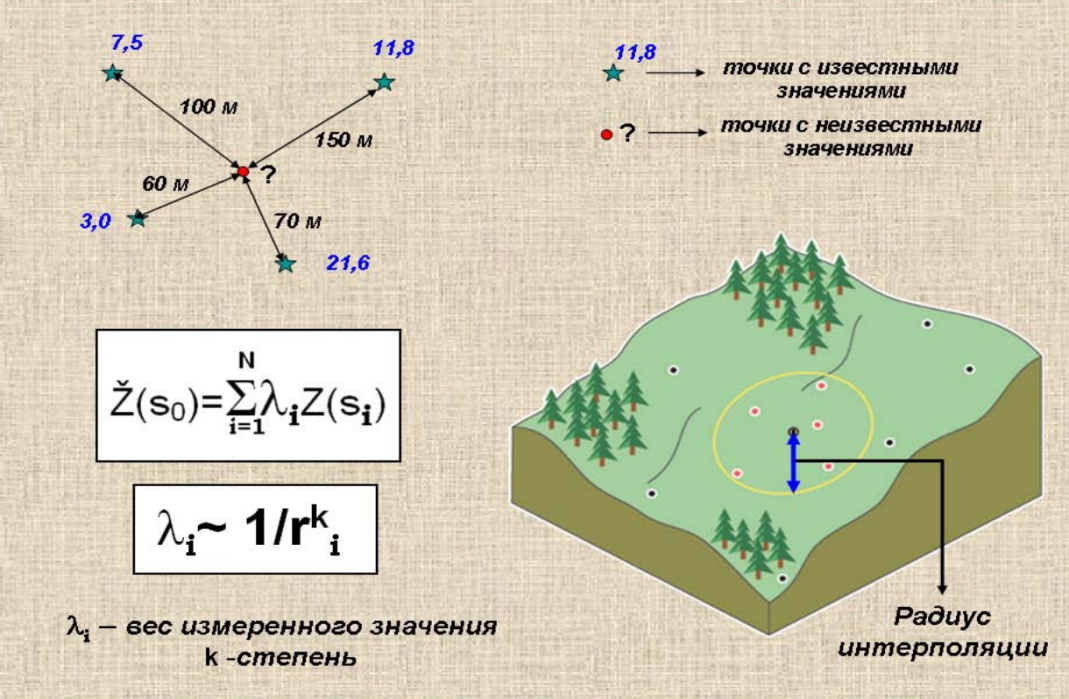 7,5
11,8
100 м
150 м
?
60 м
3,0
70 м
21,6
11,8
точки с известными
значениями
?
точки с неизвестными
значениями
N
Ž(s₀)=ΣλᵢZ(sᵢ)
i=1
λᵢ~ 1/rᵏᵢ
λᵢ – вес измеренного значения
k -степень
Радиус
интерполяции